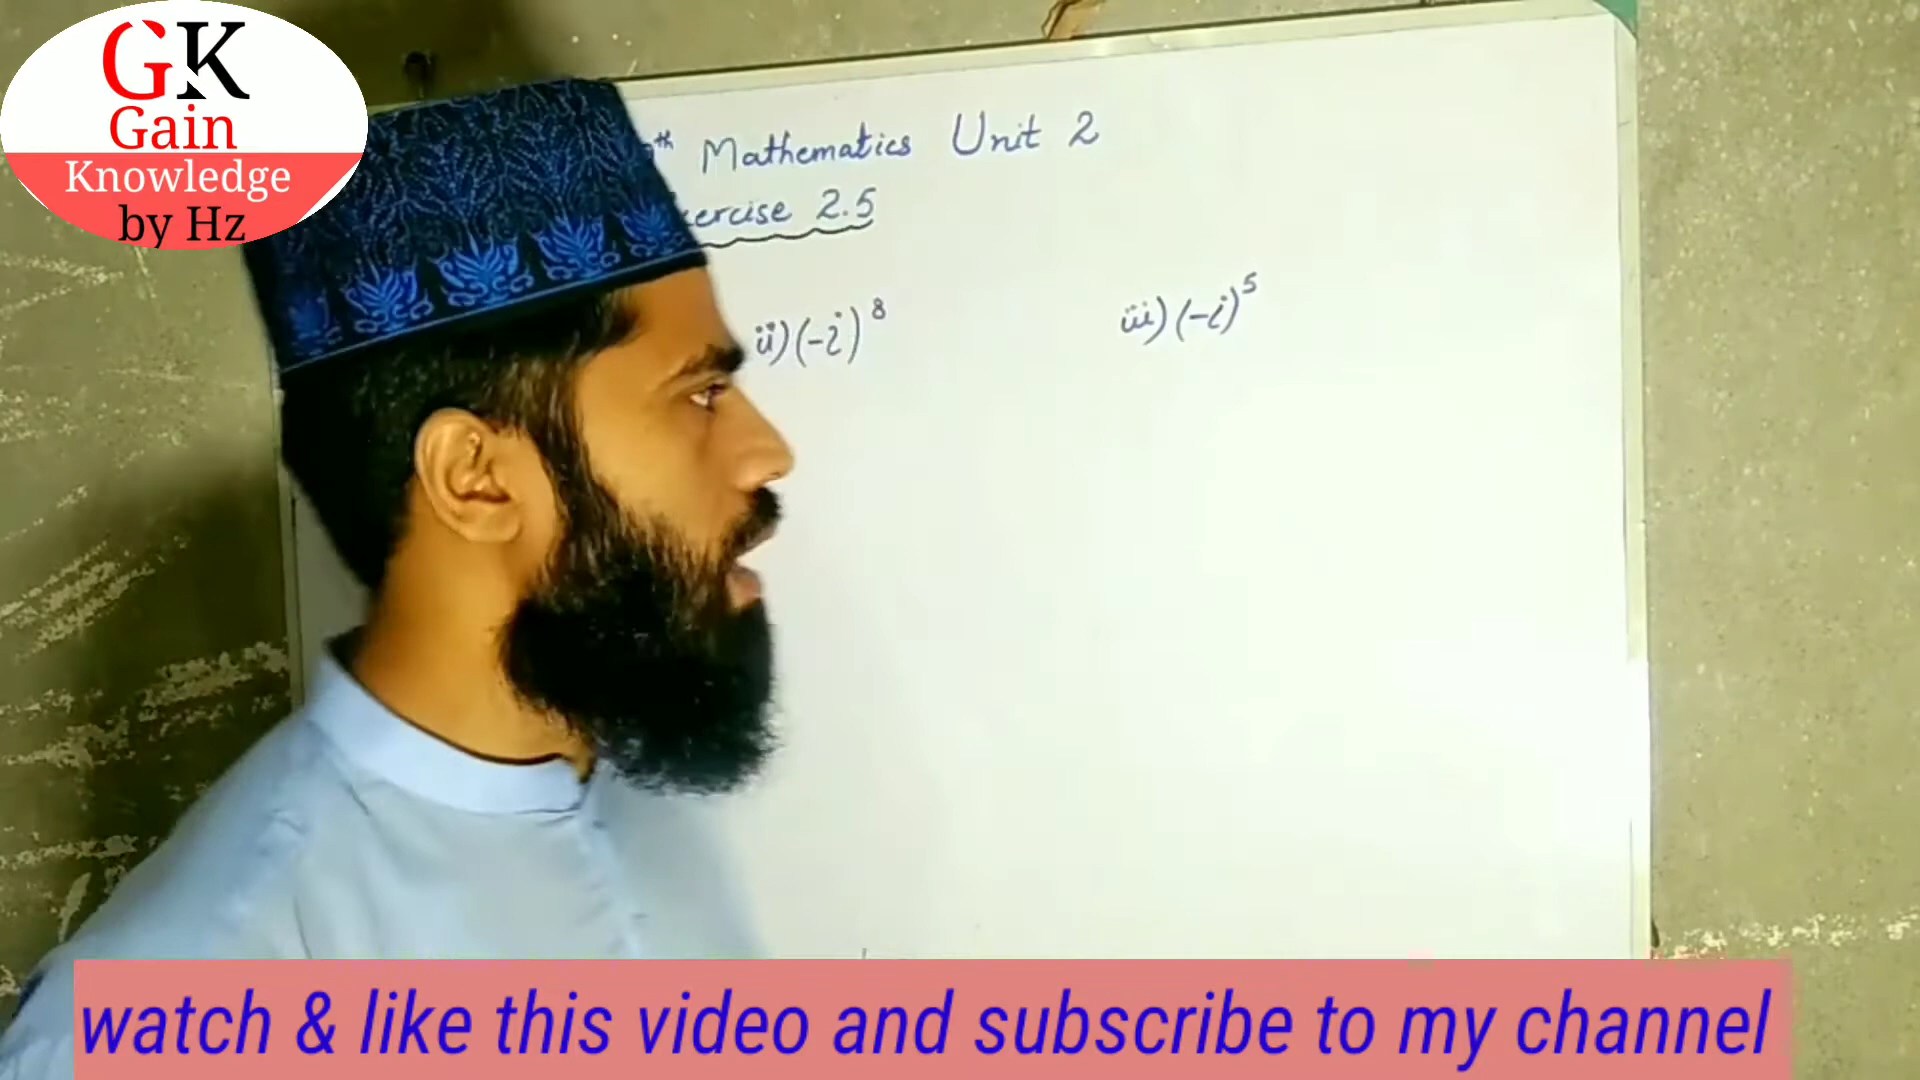 GK
Gain
Knowledge
by Hz
Mathematics Unit 2
2.5
ii) (-i)⁸
iii) (-i)⁵
watch & like this video and subscribe to my channel